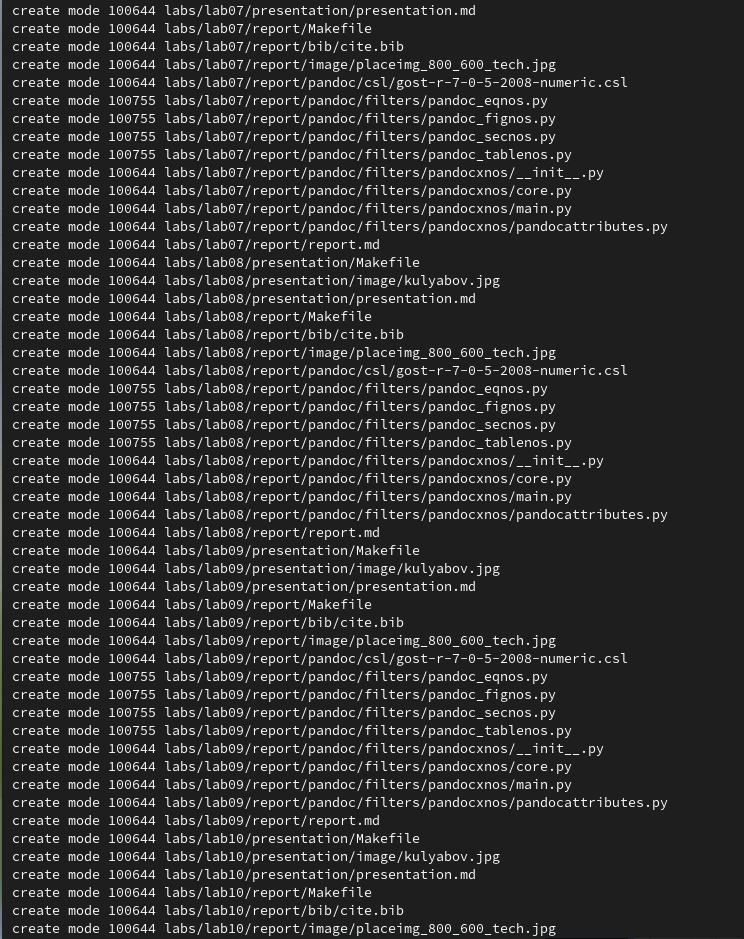 create mode 100644 labs/lab07/presentation/presentation.md
create mode 100644 labs/lab07/report/Makefile
create mode 100644 labs/lab07/report/bib/cite.bib
create mode 100644 labs/lab07/report/image/placeimg_800_600_tech.jpg
create mode 100644 labs/lab07/report/pandoc/csl/gost-r-7-0-5-2008-numeric.csl
create mode 100755 labs/lab07/report/pandoc/filters/pandoc_eqnos.py
create mode 100755 labs/lab07/report/pandoc/filters/pandoc_fignos.py
create mode 100755 labs/lab07/report/pandoc/filters/pandoc_secnos.py
create mode 100755 labs/lab07/report/pandoc/filters/pandoc_tablenos.py
create mode 100644 labs/lab07/report/pandoc/filters/pandocxnos/__init__.py
create mode 100644 labs/lab07/report/pandoc/filters/pandocxnos/core.py
create mode 100644 labs/lab07/report/pandoc/filters/pandocxnos/main.py
create mode 100644 labs/lab07/report/pandoc/filters/pandocxnos/pandocattributes.py
create mode 100644 labs/lab07/report/report.md
create mode 100644 labs/lab08/presentation/Makefile
create mode 100644 labs/lab08/presentation/image/kulyabov.jpg
create mode 100644 labs/lab08/presentation/presentation.md
create mode 100644 labs/lab08/report/Makefile
create mode 100644 labs/lab08/report/bib/cite.bib
create mode 100644 labs/lab08/report/image/placeimg_800_600_tech.jpg
create mode 100644 labs/lab08/report/pandoc/csl/gost-r-7-0-5-2008-numeric.csl
create mode 100755 labs/lab08/report/pandoc/filters/pandoc_eqnos.py
create mode 100755 labs/lab08/report/pandoc/filters/pandoc_fignos.py
create mode 100755 labs/lab08/report/pandoc/filters/pandoc_secnos.py
create mode 100755 labs/lab08/report/pandoc/filters/pandoc_tablenos.py
create mode 100644 labs/lab08/report/pandoc/filters/pandocxnos/__init__.py
create mode 100644 labs/lab08/report/pandoc/filters/pandocxnos/core.py
create mode 100644 labs/lab08/report/pandoc/filters/pandocxnos/main.py
create mode 100644 labs/lab08/report/pandoc/filters/pandocxnos/pandocattributes.py
create mode 100644 labs/lab08/report/report.md
create mode 100644 labs/lab09/presentation/Makefile
create mode 100644 labs/lab09/presentation/image/kulyabov.jpg
create mode 100644 labs/lab09/presentation/presentation.md
create mode 100644 labs/lab09/report/Makefile
create mode 100644 labs/lab09/report/bib/cite.bib
create mode 100644 labs/lab09/report/image/placeimg_800_600_tech.jpg
create mode 100644 labs/lab09/report/pandoc/csl/gost-r-7-0-5-2008-numeric.csl
create mode 100755 labs/lab09/report/pandoc/filters/pandoc_eqnos.py
create mode 100755 labs/lab09/report/pandoc/filters/pandoc_fignos.py
create mode 100755 labs/lab09/report/pandoc/filters/pandoc_secnos.py
create mode 100755 labs/lab09/report/pandoc/filters/pandoc_tablenos.py
create mode 100644 labs/lab09/report/pandoc/filters/pandocxnos/__init__.py
create mode 100644 labs/lab09/report/pandoc/filters/pandocxnos/core.py
create mode 100644 labs/lab09/report/pandoc/filters/pandocxnos/main.py
create mode 100644 labs/lab09/report/pandoc/filters/pandocxnos/pandocattributes.py
create mode 100644 labs/lab09/report/report.md
create mode 100644 labs/lab10/presentation/Makefile
create mode 100644 labs/lab10/presentation/image/kulyabov.jpg
create mode 100644 labs/lab10/presentation/presentation.md
create mode 100644 labs/lab10/report/Makefile
create mode 100644 labs/lab10/report/bib/cite.bib
create mode 100644 labs/lab10/report/image/placeimg_800_600_tech.jpg